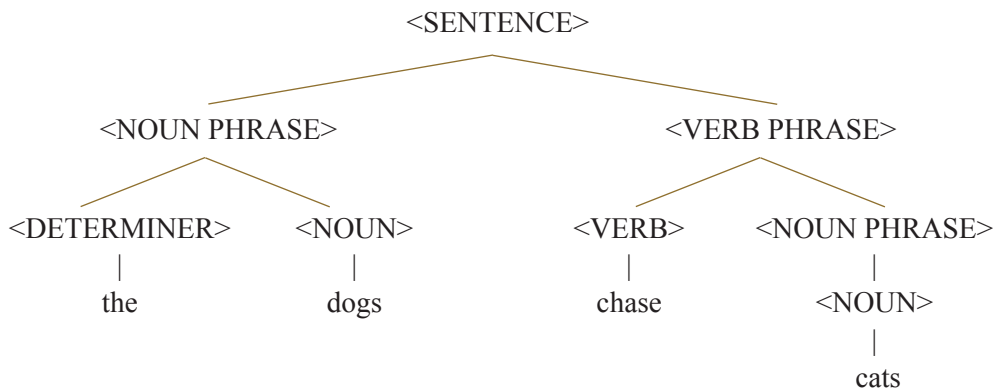 <SENTENCE>
<NOUN PHRASE> <VERB PHRASE>
<DETERMINER> <NOUN> <VERB> <NOUN PHRASE>
the dogs chase <NOUN>
cats